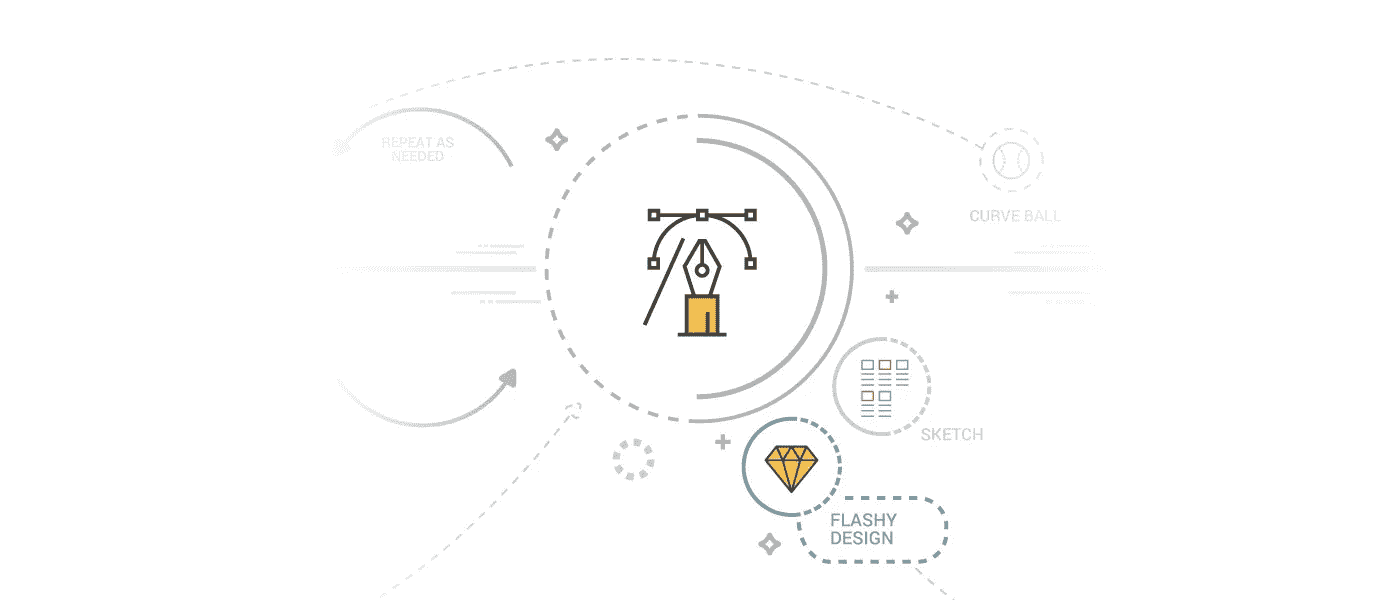 REPEAT AS
NEEDED
CURVE BALL
SKETCH
FLASHY
DESIGN